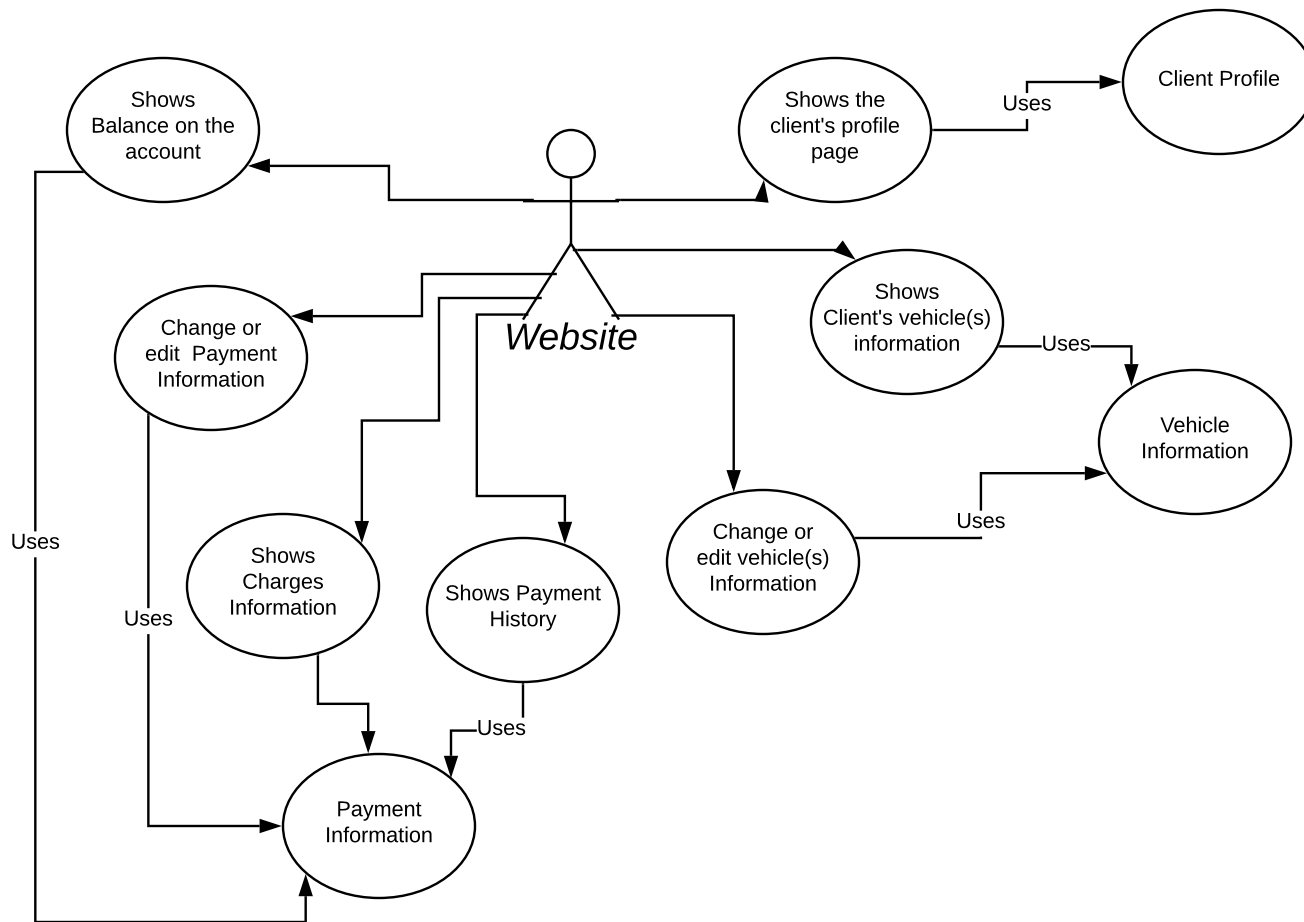 Shows
Balance on the
account
Shows the
client's profile
page
Uses
Client Profile
Website
Change or
edit  Payment
Information
Shows
Client's vehicle(s)
information
Uses
Vehicle
Information
Uses
Change or
edit vehicle(s)
Information
Uses
Shows
Charges
Information
Shows Payment
History
Uses
Uses
Payment
Information